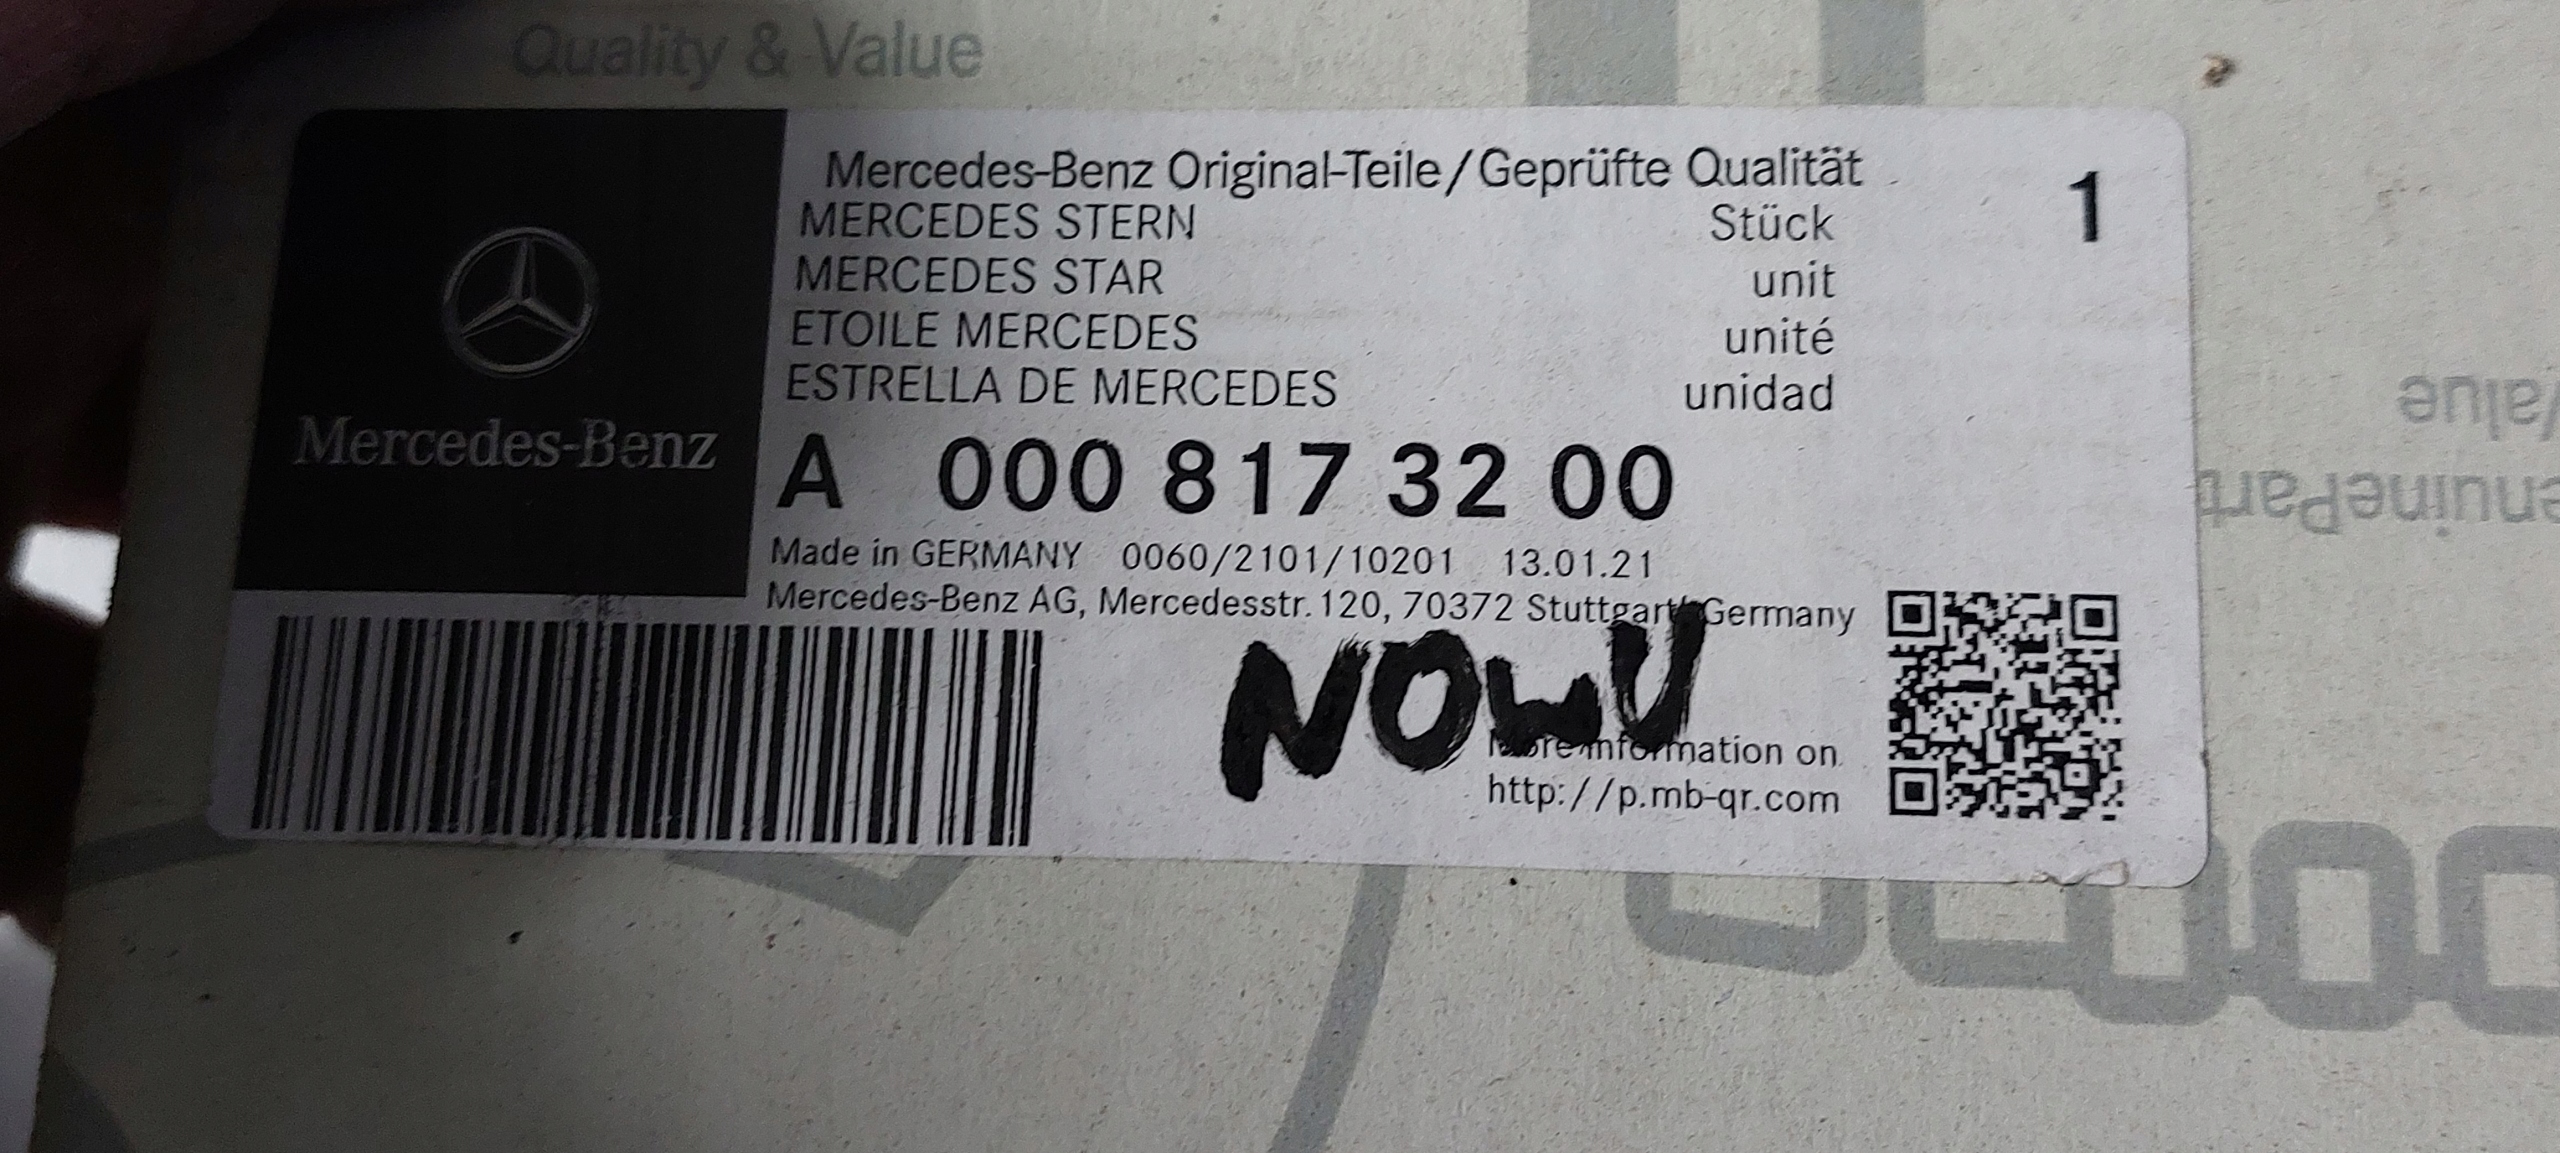 Quality & Value
Mercedes-Benz
Mercedes-Benz Original-Teile/Geprüfte Qualität
MERCEDES STERN Stück 1
MERCEDES STAR unit
ETOILE MERCEDES unité
ESTRELLA DE MERCEDES unidad
A 000 817 32 00
Made in GERMANY 0060/2101/10201 13.01.21
Mercedes-Benz AG, Mercedesstr. 120, 70372 Stuttgart, Germany
More information on
http://p.mb-qr.com